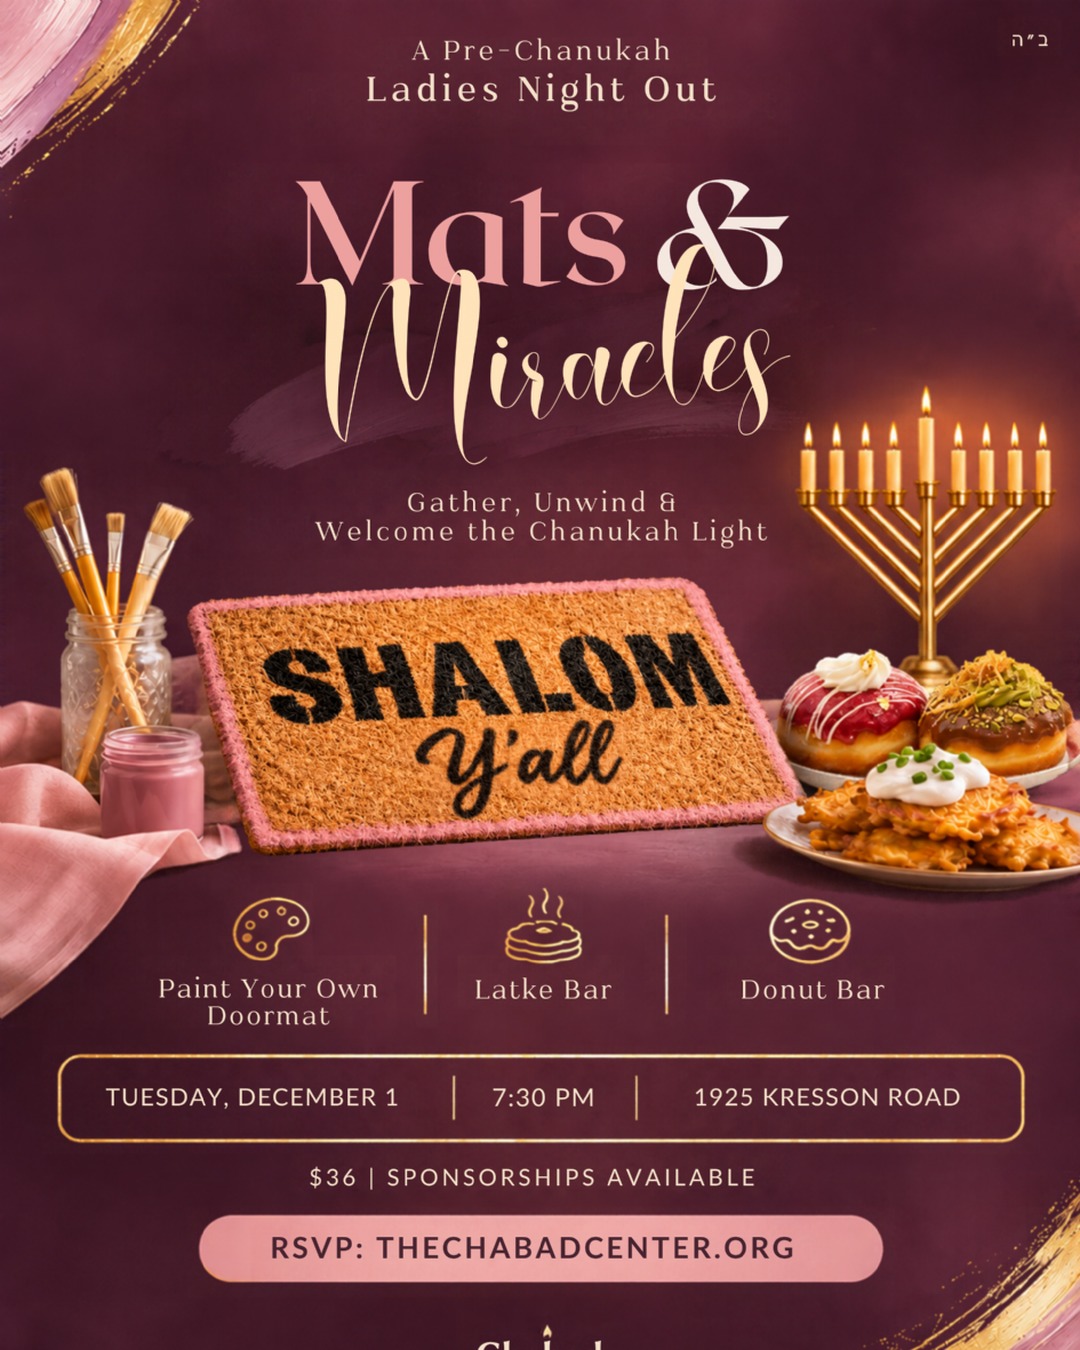 ב״ה
A Pre-Chanukah
Ladies Night Out
Mats &
Miracles
Gather, Unwind &
Welcome the Chanukah Light
SHALOM
Y'all
Paint Your Own
Doormat
Latke Bar
Donut Bar
TUESDAY, DECEMBER 1
7:30 PM
1925 KRESSON ROAD
$36 | SPONSORSHIPS AVAILABLE
RSVP: THECHABADCENTER.ORG